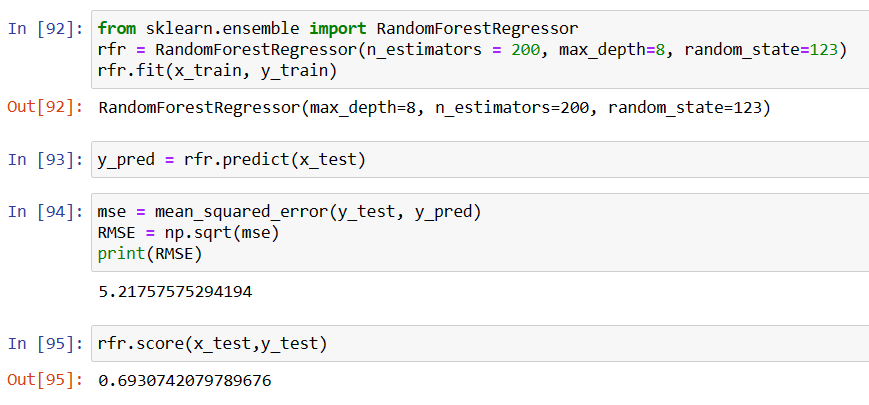 In [92]: from sklearn.ensemble import RandomForestRegressor
rfr = RandomForestRegressor(n_estimators = 200, max_depth=8, random_state=123)
rfr.fit(x_train, y_train)
Out[92]: RandomForestRegressor(max_depth=8, n_estimators=200, random_state=123)
In [93]: y_pred = rfr.predict(x_test)
In [94]: mse = mean_squared_error(y_test, y_pred)
RMSE = np.sqrt(mse)
print(RMSE)
5.21757575294194
In [95]: rfr.score(x_test,y_test)
Out[95]: 0.6930742079789676